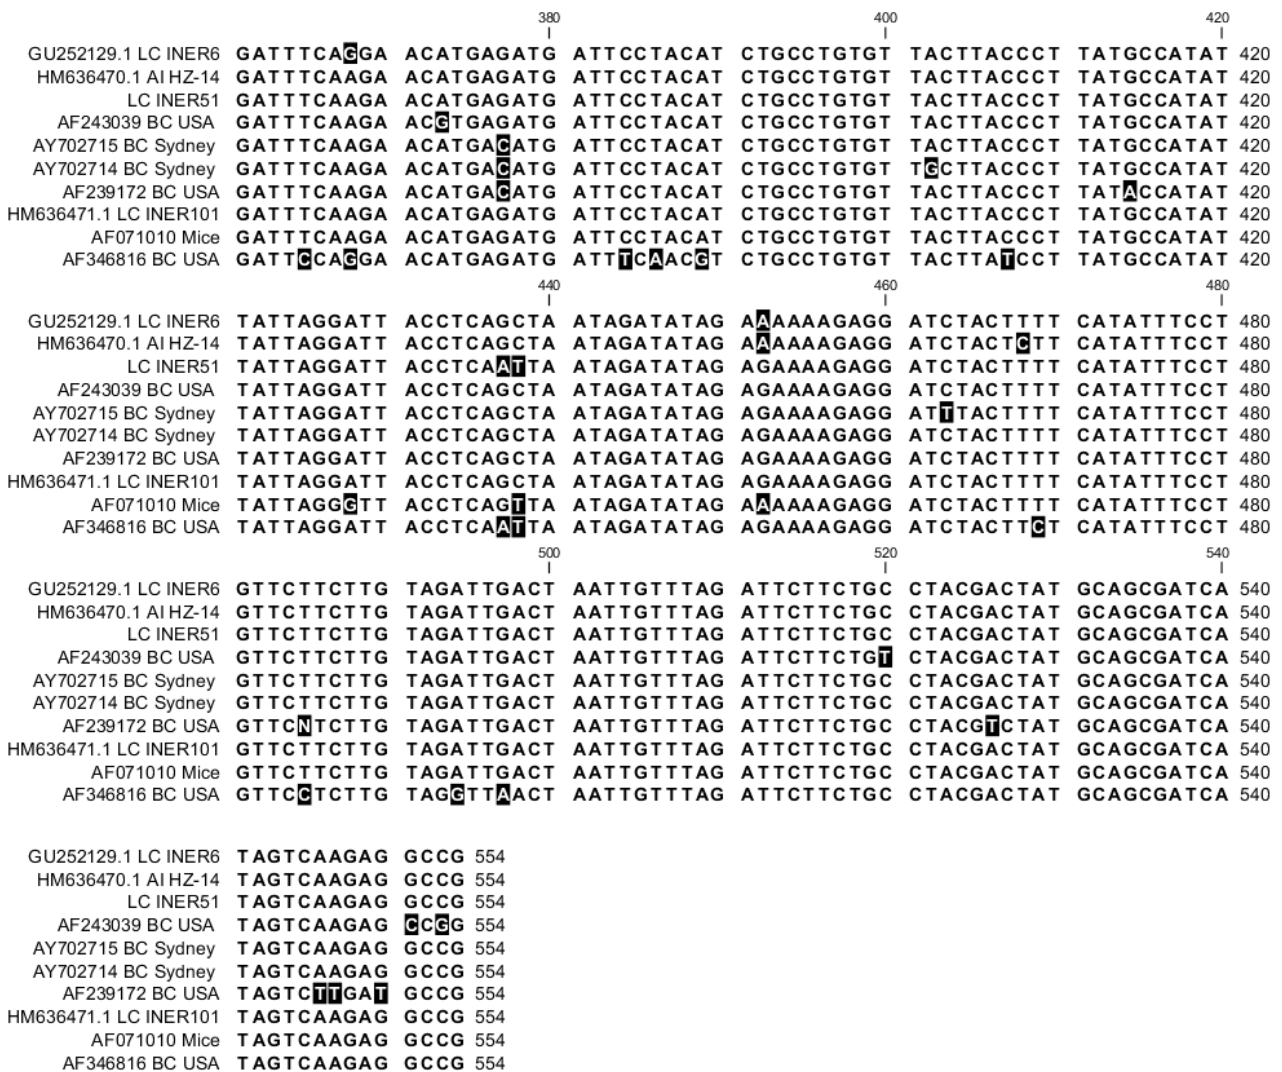 380 400 420
GU252129.1 LC INER6 GATTTCAGGA ACATGAGATG ATTCCTACAT CTGCCTGTGT TACTTACCCT TATGCCATAT 420
HM636470.1 AI HZ-14 GATTTCAAGA ACATGAGATG ATTCCTACAT CTGCCTGTGT TACTTACCCT TATGCCATAT 420
LC INER51 GATTTCAAGA ACATGAGATG ATTCCTACAT CTGCCTGTGT TACTTACCCT TATGCCATAT 420
AF243039 BC USA GATTTCAAGA ACGTGAGATG ATTCCTACAT CTGCCTGTGT TACTTACCCT TATGCCATAT 420
AY702715 BC Sydney GATTTCAAGA ACATGACATG ATTCCTACAT CTGCCTGTGT TACTTACCCT TATGCCATAT 420
AY702714 BC Sydney GATTTCAAGA ACATGACATG ATTCCTACAT CTGCCTGTGT TGCTTACCCT TATGCCATAT 420
AF239172 BC USA GATTTCAAGA ACATGACATG ATTCCTACAT CTGCCTGTGT TACTTACCCT TATACCATAT 420
HM636471.1 LC INER101 GATTTCAAGA ACATGAGATG ATTCCTACAT CTGCCTGTGT TACTTACCCT TATGCCATAT 420
AF071010 Mice GATTTCAAGA ACATGAGATG ATTCCTACAT CTGCCTGTGT TACTTACCCT TATGCCATAT 420
AF346816 BC USA GATTCCAGGA ACATGAGATG ATTTCAACGT CTGCCTGTGT TACTTATCCT TATGCCATAT 420
440 460 480
GU252129.1 LC INER6 TATTAGGATT ACCTCAGCTA ATAGATATAG AAAAAAGAGG ATCTACTTTT CATATTTCCT 480
HM636470.1 AI HZ-14 TATTAGGATT ACCTCAGCTA ATAGATATAG AAAAAAGAGG ATCTACTCTT CATATTTCCT 480
LC INER51 TATTAGGATT ACCTCAATTA ATAGATATAG AGAAAAGAGG ATCTACTTTT CATATTTCCT 480
AF243039 BC USA TATTAGGATT ACCTCAGCTA ATAGATATAG AGAAAAGAGG ATCTACTTTT CATATTTCCT 480
AY702715 BC Sydney TATTAGGATT ACCTCAGCTA ATAGATATAG AGAAAAGAGG ATTTACTTTT CATATTTCCT 480
AY702714 BC Sydney TATTAGGATT ACCTCAGCTA ATAGATATAG AGAAAAGAGG ATCTACTTTT CATATTTCCT 480
AF239172 BC USA TATTAGGATT ACCTCAGCTA ATAGATATAG AGAAAAGAGG ATCTACTTTT CATATTTCCT 480
HM636471.1 LC INER101 TATTAGGATT ACCTCAGCTA ATAGATATAG AGAAAAGAGG ATCTACTTTT CATATTTCCT 480
AF071010 Mice TATTAGGGTT ACCTCAGTTA ATAGATATAG AAAAAAGAGG ATCTACTTTT CATATTTCCT 480
AF346816 BC USA TATTAGGATT ACCTCAATTA ATAGATATAG AGAAAAGAGG ATCTACTTCT CATATTTCCT 480
500 520 540
GU252129.1 LC INER6 GTTCTTCTTG TAGATTGACT AATTGTTTAG ATTCTTCTGC CTACGACTAT GCAGCGATCA 540
HM636470.1 AI HZ-14 GTTCTTCTTG TAGATTGACT AATTGTTTAG ATTCTTCTGC CTACGACTAT GCAGCGATCA 540
LC INER51 GTTCTTCTTG TAGATTGACT AATTGTTTAG ATTCTTCTGC CTACGACTAT GCAGCGATCA 540
AF243039 BC USA GTTCTTCTTG TAGATTGACT AATTGTTTAG ATTCTTCTGT CTACGACTAT GCAGCGATCA 540
AY702715 BC Sydney GTTCTTCTTG TAGATTGACT AATTGTTTAG ATTCTTCTGC CTACGACTAT GCAGCGATCA 540
AY702714 BC Sydney GTTCTTCTTG TAGATTGACT AATTGTTTAG ATTCTTCTGC CTACGACTAT GCAGCGATCA 540
AF239172 BC USA GTTCNTCTTG TAGATTGACT AATTGTTTAG ATTCTTCTGC CTACGTCTAT GCAGCGATCA 540
HM636471.1 LC INER101 GTTCTTCTTG TAGATTGACT AATTGTTTAG ATTCTTCTGC CTACGACTAT GCAGCGATCA 540
AF071010 Mice GTTCTTCTTG TAGATTGACT AATTGTTTAG ATTCTTCTGC CTACGACTAT GCAGCGATCA 540
AF346816 BC USA GTTCCTCTTG TAGGTTAACT AATTGTTTAG ATTCTTCTGC CTACGACTAT GCAGCGATCA 540
GU252129.1 LC INER6 TAGTCAAGAG GCCG 554
HM636470.1 AI HZ-14 TAGTCAAGAG GCCG 554
LC INER51 TAGTCAAGAG GCCG 554
AF243039 BC USA TAGTCAAGAG CCGG 554
AY702715 BC Sydney TAGTCAAGAG GCCG 554
AY702714 BC Sydney TAGTCAAGAG GCCG 554
AF239172 BC USA TAGTCTTGAT GCCG 554
HM636471.1 LC INER101 TAGTCAAGAG GCCG 554
AF071010 Mice TAGTCAAGAG GCCG 554
AF346816 BC USA TAGTCAAGAG GCCG 554